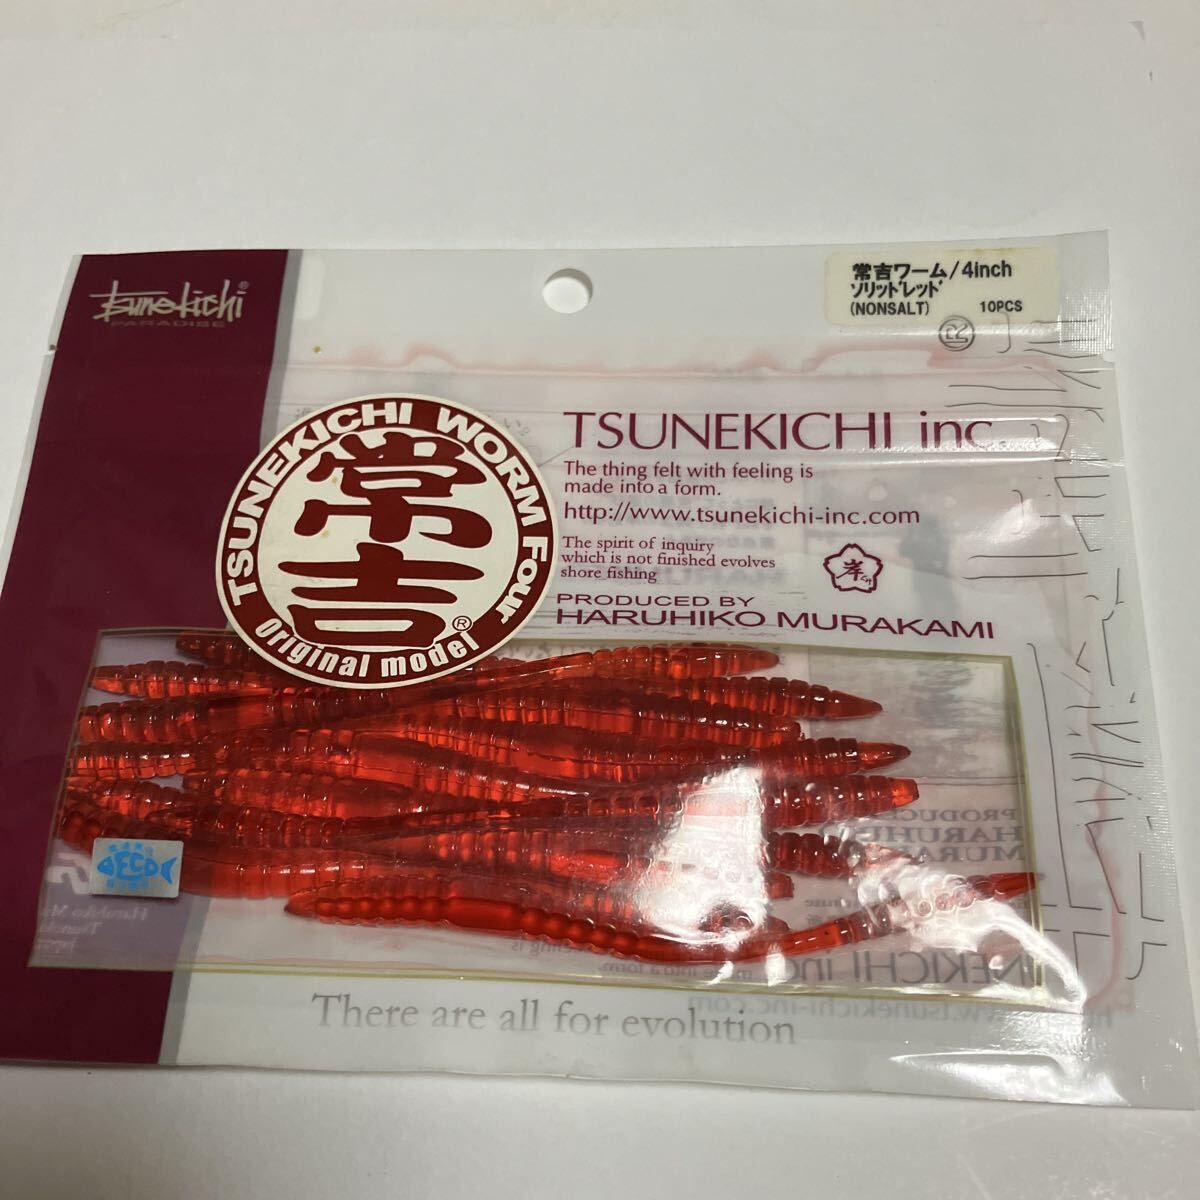 Tsunekichi®
PARADISE
常吉ワーム/4inch
ソリッドレッド
(NONSALT) 10PCS
®
TSUNEKICHI WORM Four
常吉®
Original model
TSUNEKICHI inc.
The thing felt with feeling is
made into a form.
http://www.tsunekichi-inc.com
The spirit of inquiry
which is not finished evolves
shore fishing
岸
PRODUCED BY
HARUHIKO MURAKAMI
ECO
There are all for evolution